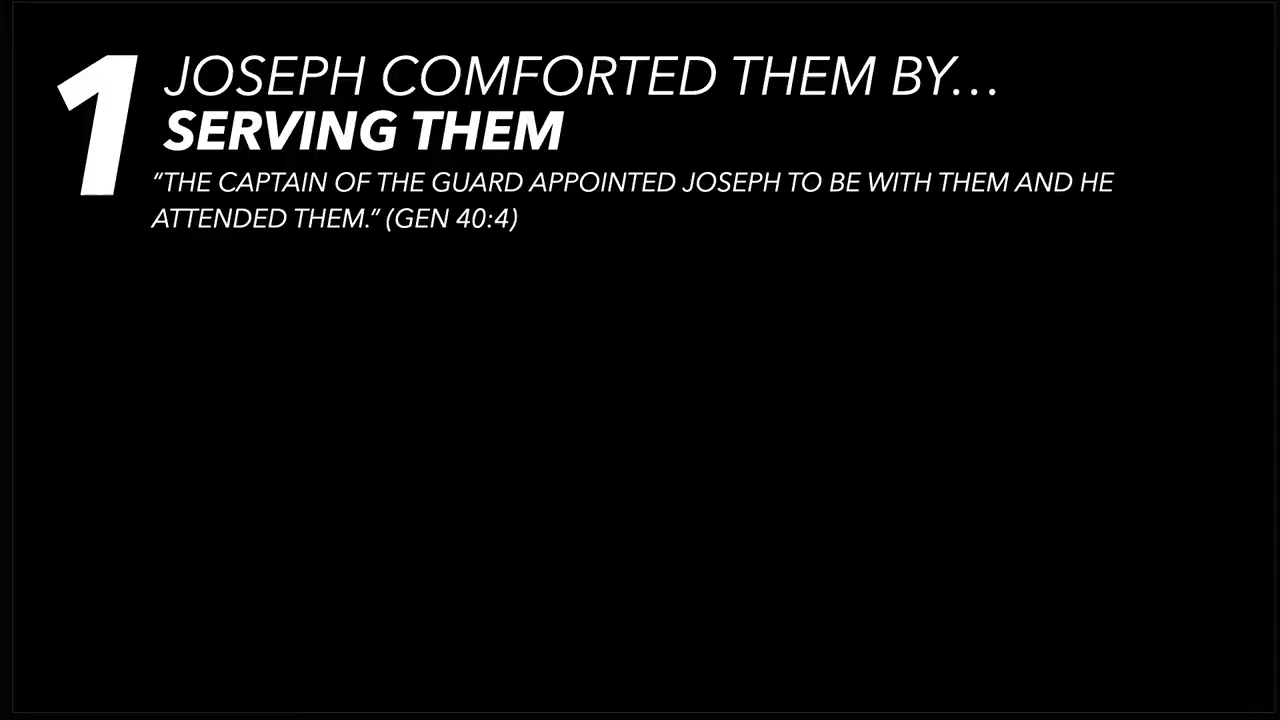 1 JOSEPH COMFORTED THEM BY...
SERVING THEM
“THE CAPTAIN OF THE GUARD APPOINTED JOSEPH TO BE WITH THEM AND HE
ATTENDED THEM.” (GEN 40:4)